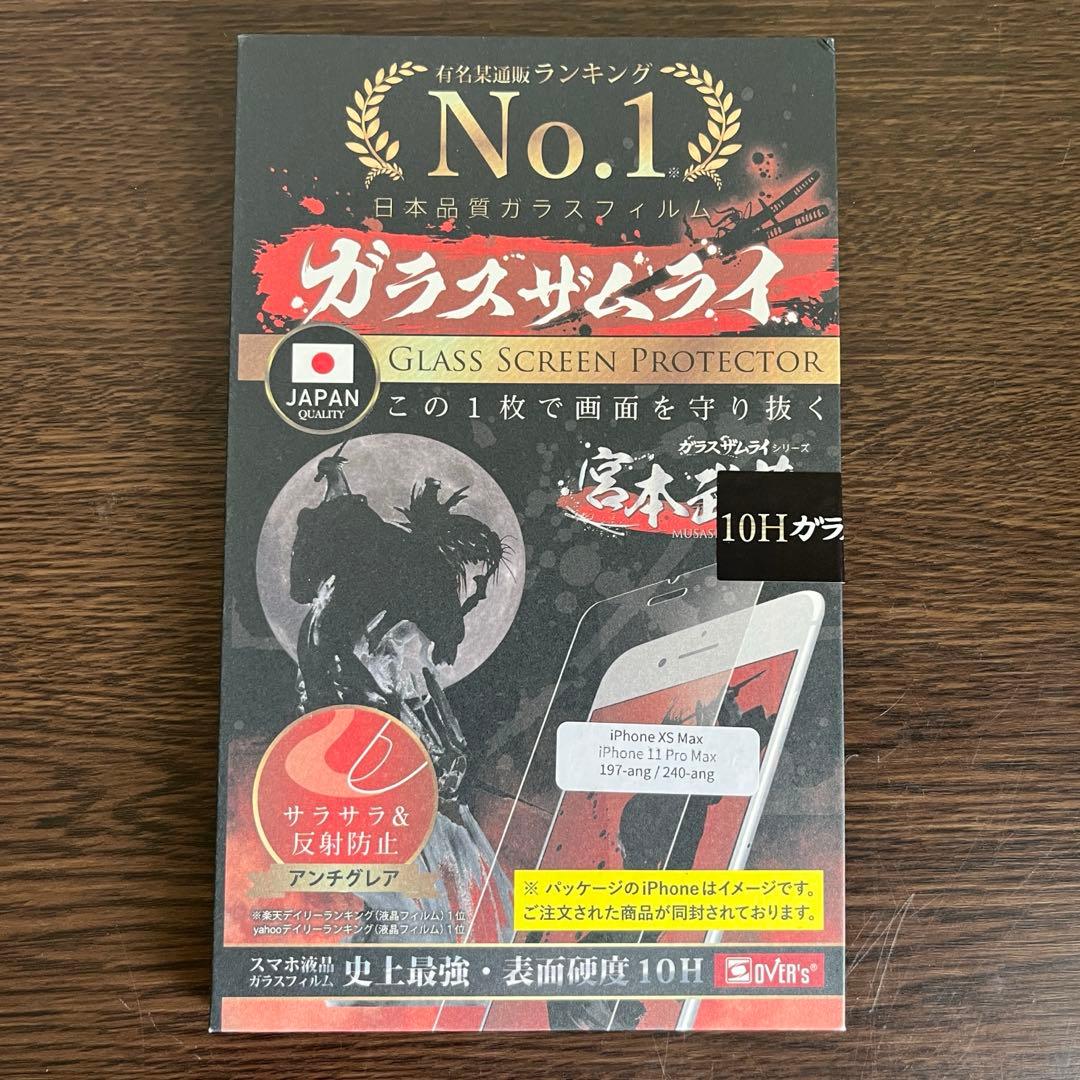 有名某通販ランキング
No.1※
日本品質ガラスフィルム
ガラスザムライ
JAPAN
QUALITY
GLASS SCREEN PROTECTOR
この1枚で画面を守り抜く
ガラスザムライシリーズ
宮本武
10Hガラ
iPhone XS Max
iPhone 11 Pro Max
197-ang / 240-ang
サラサラ&
反射防止
アンチグレア
※ パッケージのiPhoneはイメージです。
ご注文された商品が同封されております。
※楽天デイリーランキング(液晶フィルム)1位
yahooデイリーランキング(液晶フィルム)1位
スマホ液晶
ガラスフィルム
史上最強・表面硬度10H
OVER's®